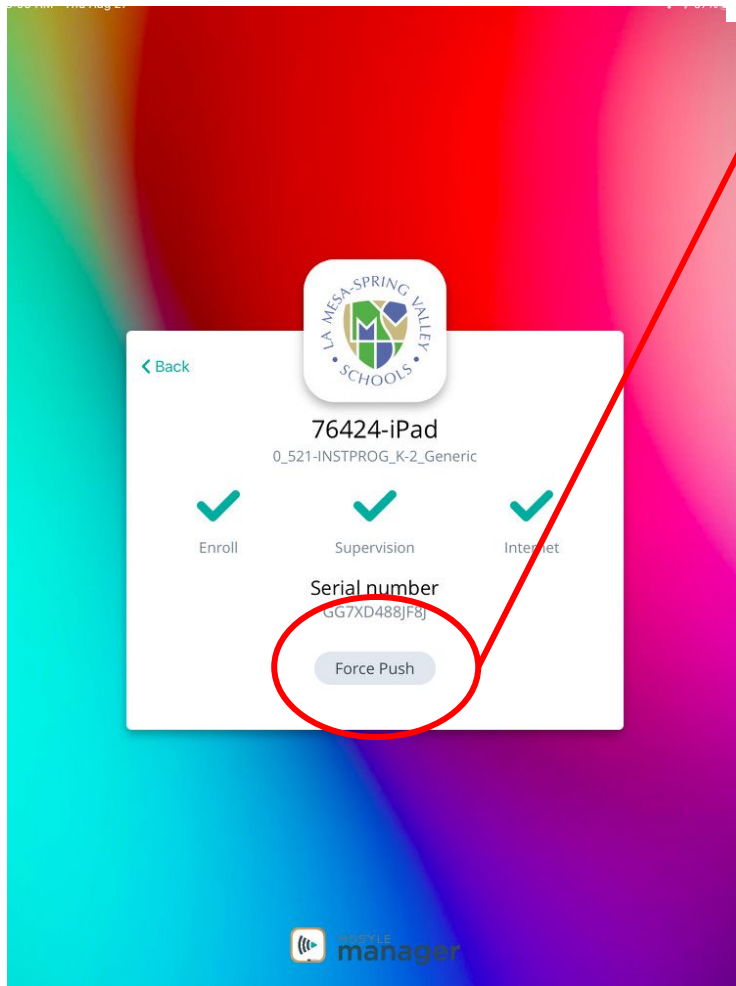 LA MESA-SPRING VALLEY
SCHOOLS
Back
76424-iPad
0_521-INSTPROG_K-2_Generic
Enroll Supervision Internet
Serial number
GG7XD488JF8J
Force Push
MOSYLE
manager